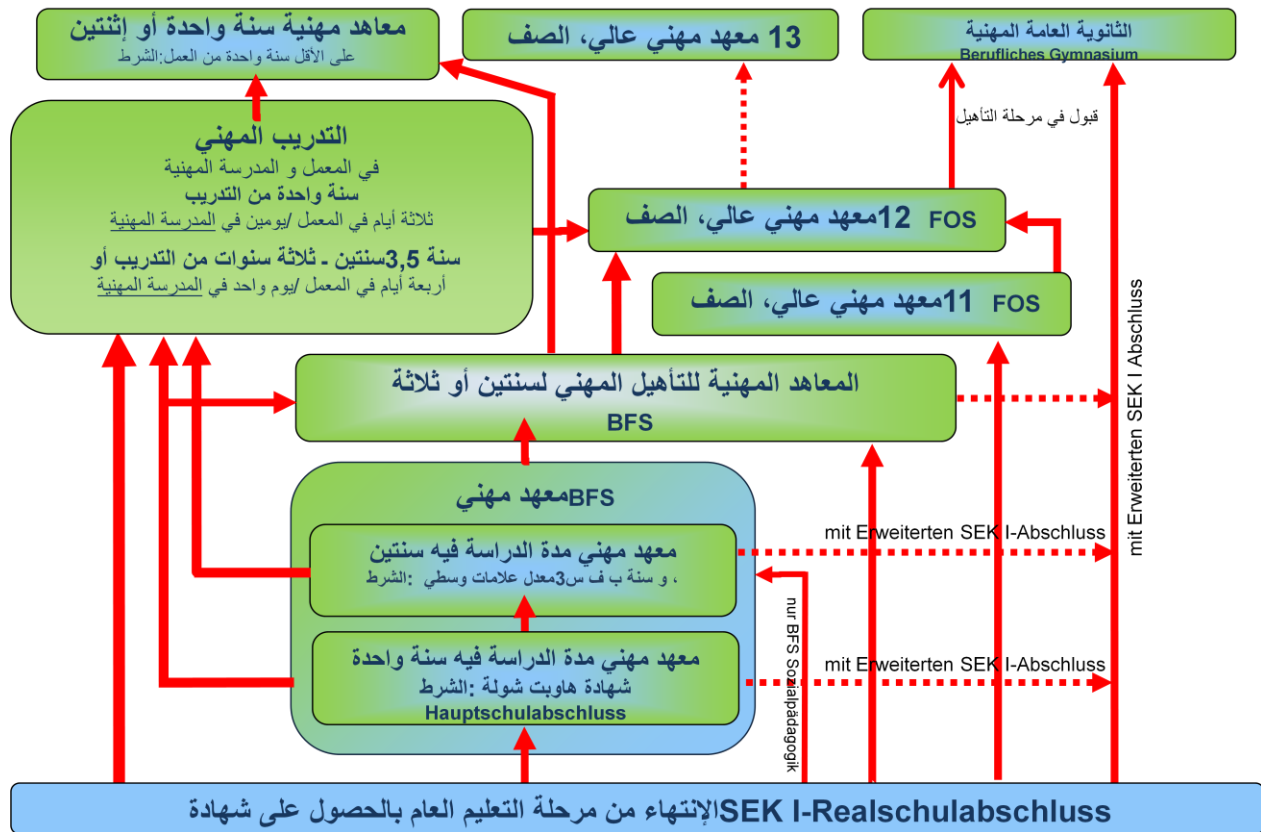 معاهد مهنية سنة واحدة أو إثنتين
على الأقل سنة واحدة من العمل:الشرط
13 معهد مهني عالي، الصف
الثانوية العامة المهنية
Berufliches Gymnasium
قبول في مرحلة التأهيل
التدريب المهني
في المعمل و المدرسة المهنية
سنة واحدة من التدريب
ثلاثة أيام في المعمل /يومين في المدرسة المهنية
سنة 3,5سنتين ـ ثلاثة سنوات من التدريب أو
أربعة أيام في المعمل /يوم واحد في المدرسة المهنية
12معهد مهني عالي، الصف FOS
11معهد مهني عالي، الصف FOS
المعاهد المهنية للتأهيل المهني لسنتين أو ثلاثة
BFS
mit Erweiterten SEK I Abschluss
BFSمعهد مهني
معهد مهني مدة الدراسة فيه سنتين
، و سنة ب ف س3معدل علامات وسطي :الشرط
mit Erweiterten SEK I-Abschluss
معهد مهني مدة الدراسة فيه سنة واحدة
شهادة هاوبت شولة :الشرط
Hauptschulabschluss
mit Erweiterten SEK I-Abschluss
nur BFS Sozialpädagogik
SEK I-Realschulabschlussالإنتهاء من مرحلة التعليم العام بالحصول على شهادة